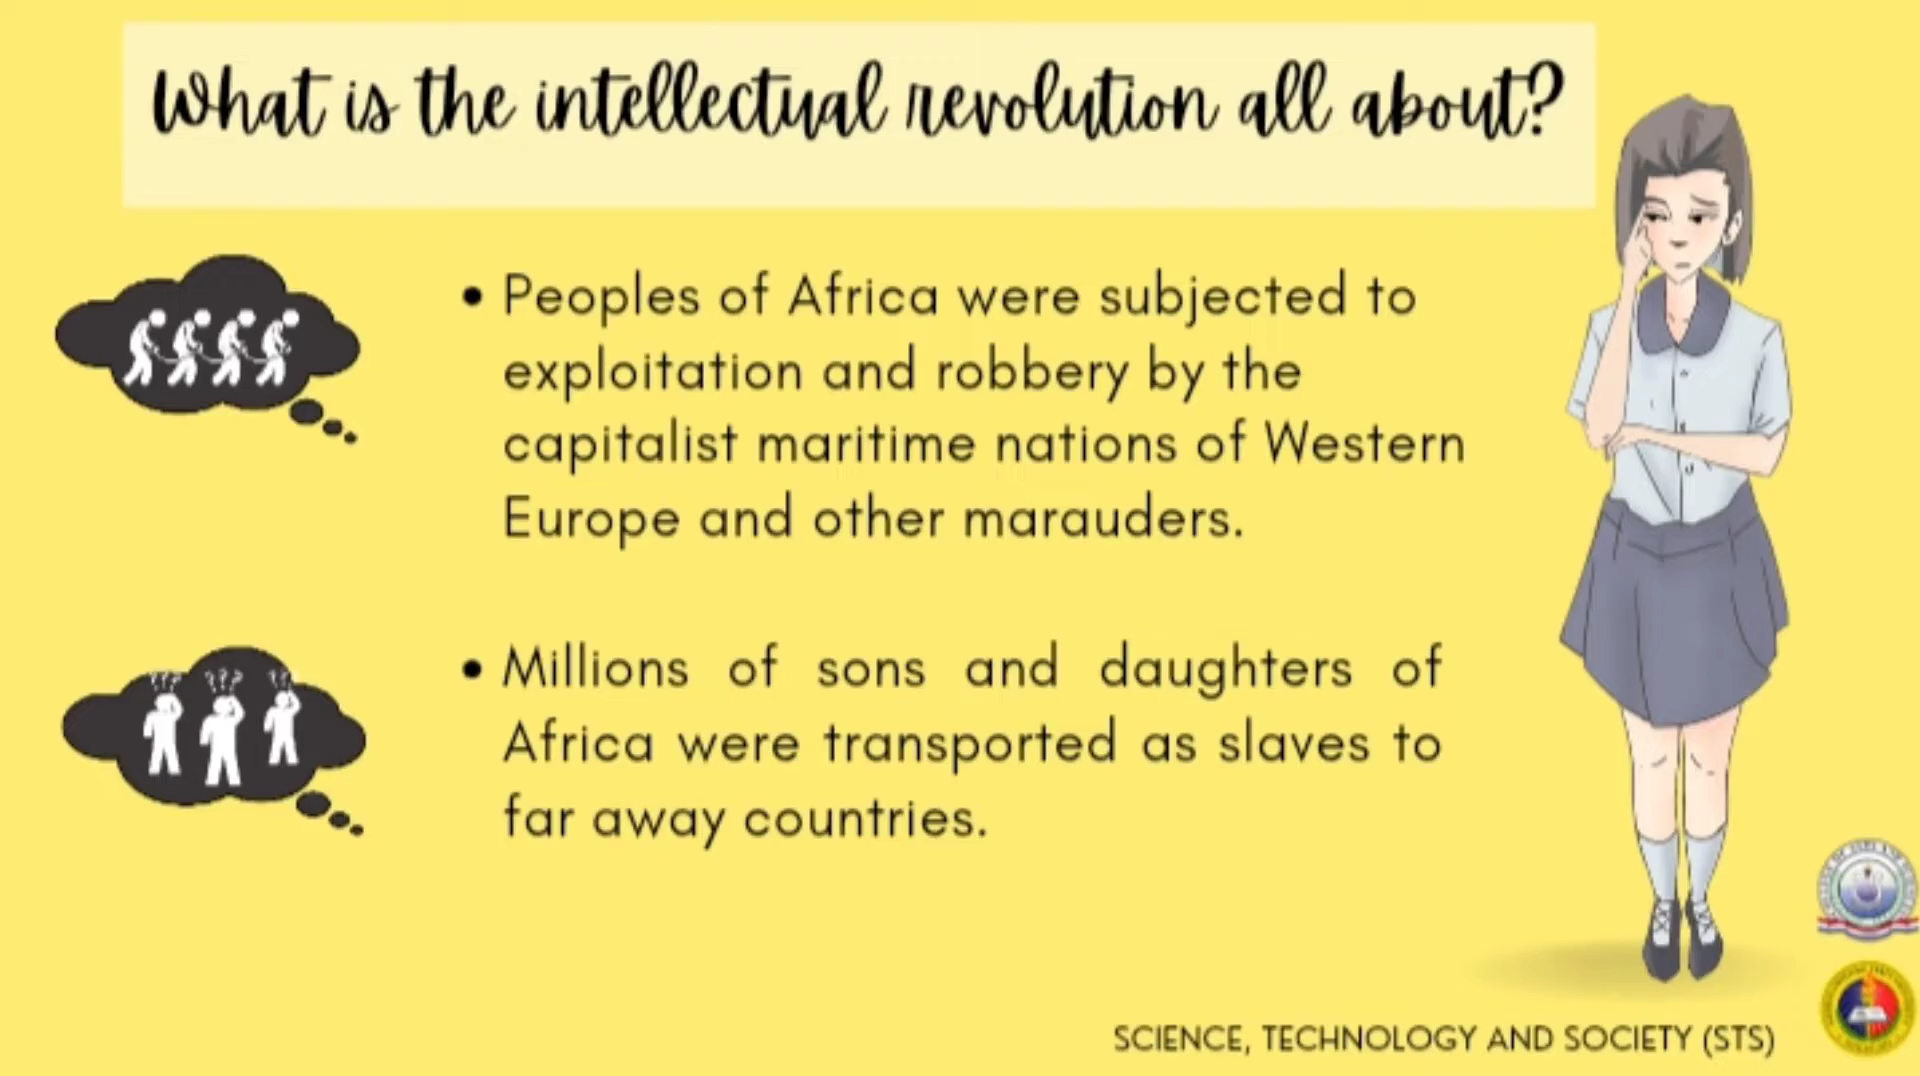 What is the intellectual revolution all about?
• Peoples of Africa were subjected to
exploitation and robbery by the
capitalist maritime nations of Western
Europe and other marauders.
??? ??? ??
• Millions of sons and daughters of
Africa were transported as slaves to
far away countries.
SCIENCE, TECHNOLOGY AND SOCIETY (STS)